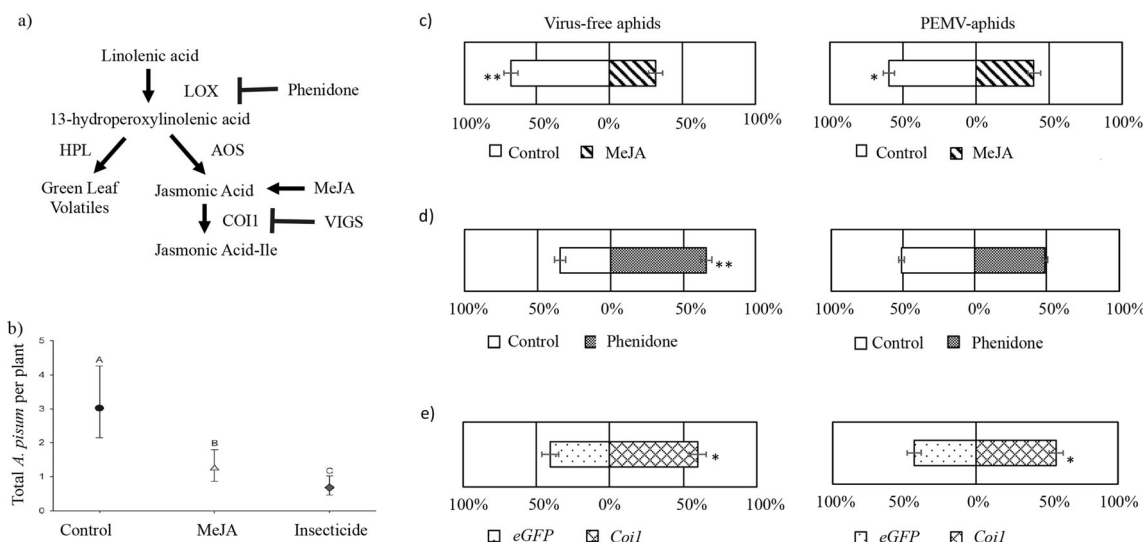 a)
Linolenic acid
LOX
Phenidone
13-hydroperoxylinolenic acid
HPL
AOS
Green Leaf
Volatiles
Jasmonic Acid
MeJA
COI1
VIGS
Jasmonic Acid-Ile
b)
Total A. pisum per plant
5
4
3
2
1
0
A
B
C
Control
MeJA
Insecticide
c)
Virus-free aphids
**
100% 50% 0% 50% 100%
Control MeJA
PEMV-aphids
*
100% 50% 0% 50% 100%
Control MeJA
d)
**
100% 50% 0% 50% 100%
Control Phenidone
100% 50% 0% 50% 100%
Control Phenidone
e)
*
100% 50% 0% 50% 100%
eGFP Coi1
*
100% 50% 0% 50% 100%
eGFP Coi1